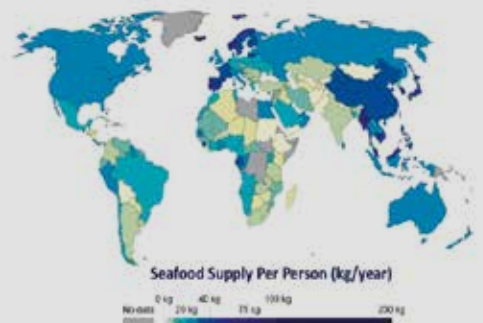 Seafood Supply Per Person (kg/year)
0 kg 40 kg 100 kg
No data 20 kg 75 kg 200 kg